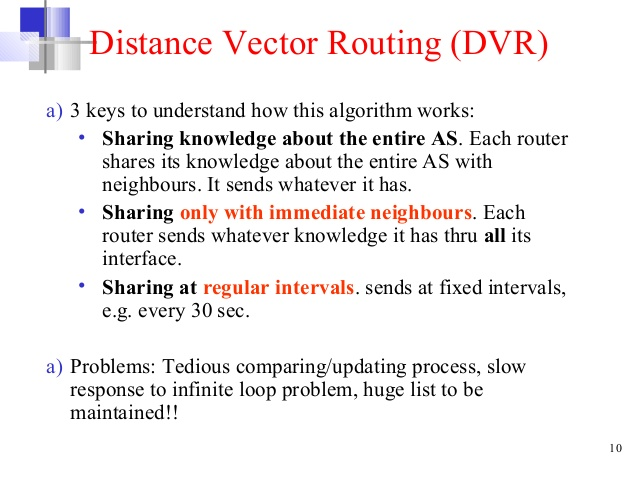 Distance Vector Routing (DVR)
a) 3 keys to understand how this algorithm works:
• Sharing knowledge about the entire AS. Each router
shares its knowledge about the entire AS with
neighbours. It sends whatever it has.
• Sharing only with immediate neighbours. Each
router sends whatever knowledge it has thru all its
interface.
• Sharing at regular intervals. sends at fixed intervals,
e.g. every 30 sec.
a) Problems: Tedious comparing/updating process, slow
response to infinite loop problem, huge list to be
maintained!!
10